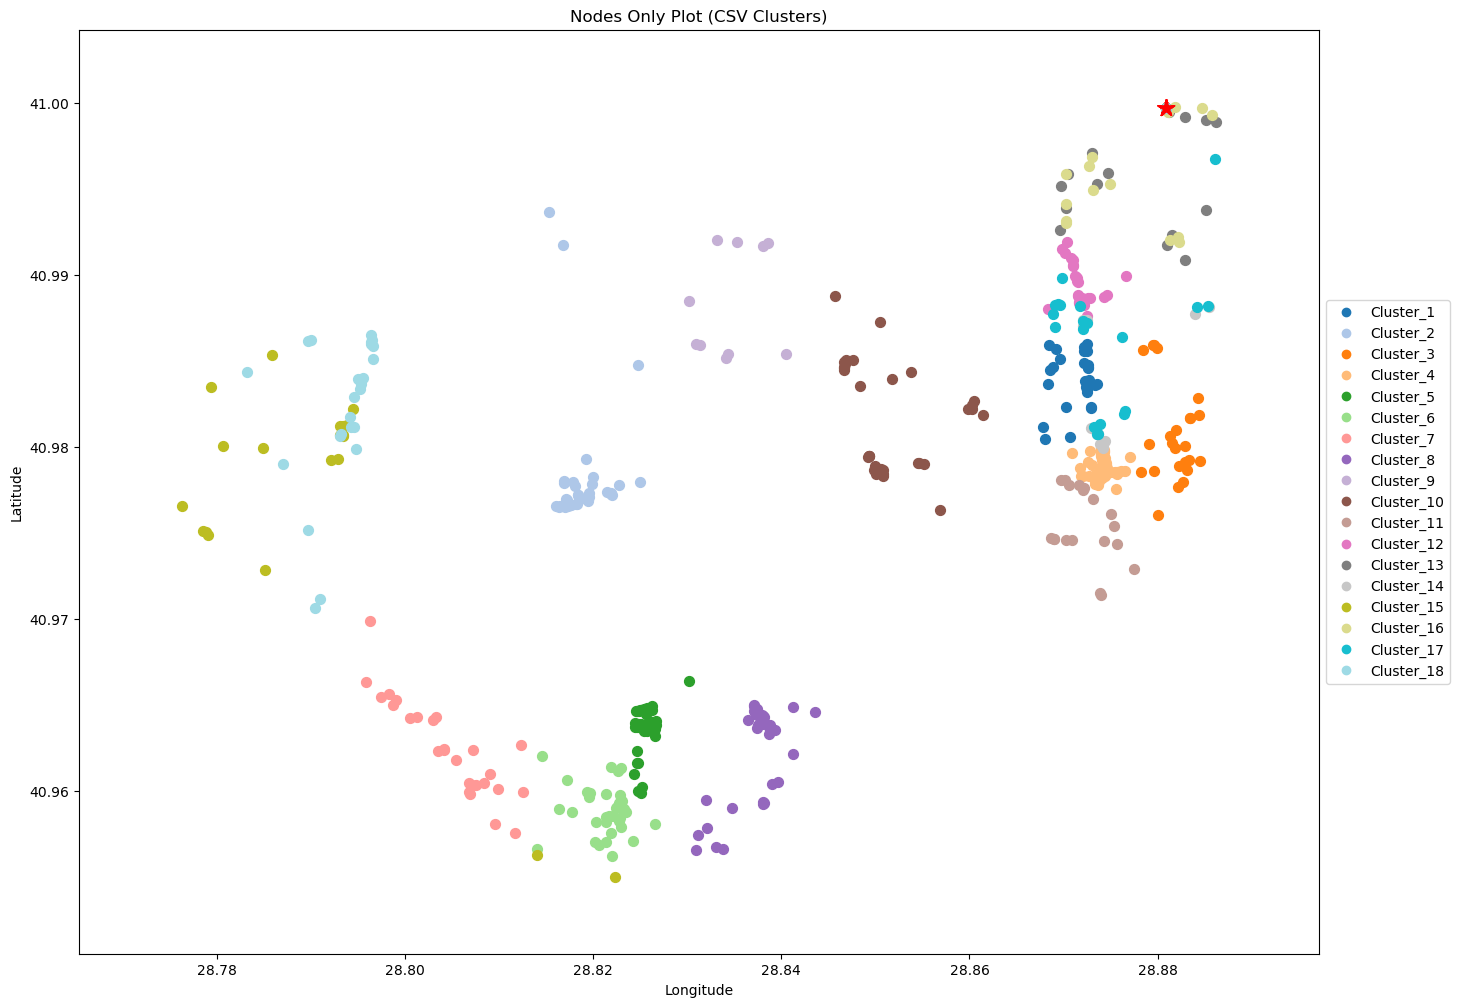 Nodes Only Plot (CSV Clusters)
41.00
40.99
40.98
40.97
40.96
Latitude
28.78
28.80
28.82
28.84
28.86
28.88
Longitude
Cluster_1
Cluster_2
Cluster_3
Cluster_4
Cluster_5
Cluster_6
Cluster_7
Cluster_8
Cluster_9
Cluster_10
Cluster_11
Cluster_12
Cluster_13
Cluster_14
Cluster_15
Cluster_16
Cluster_17
Cluster_18